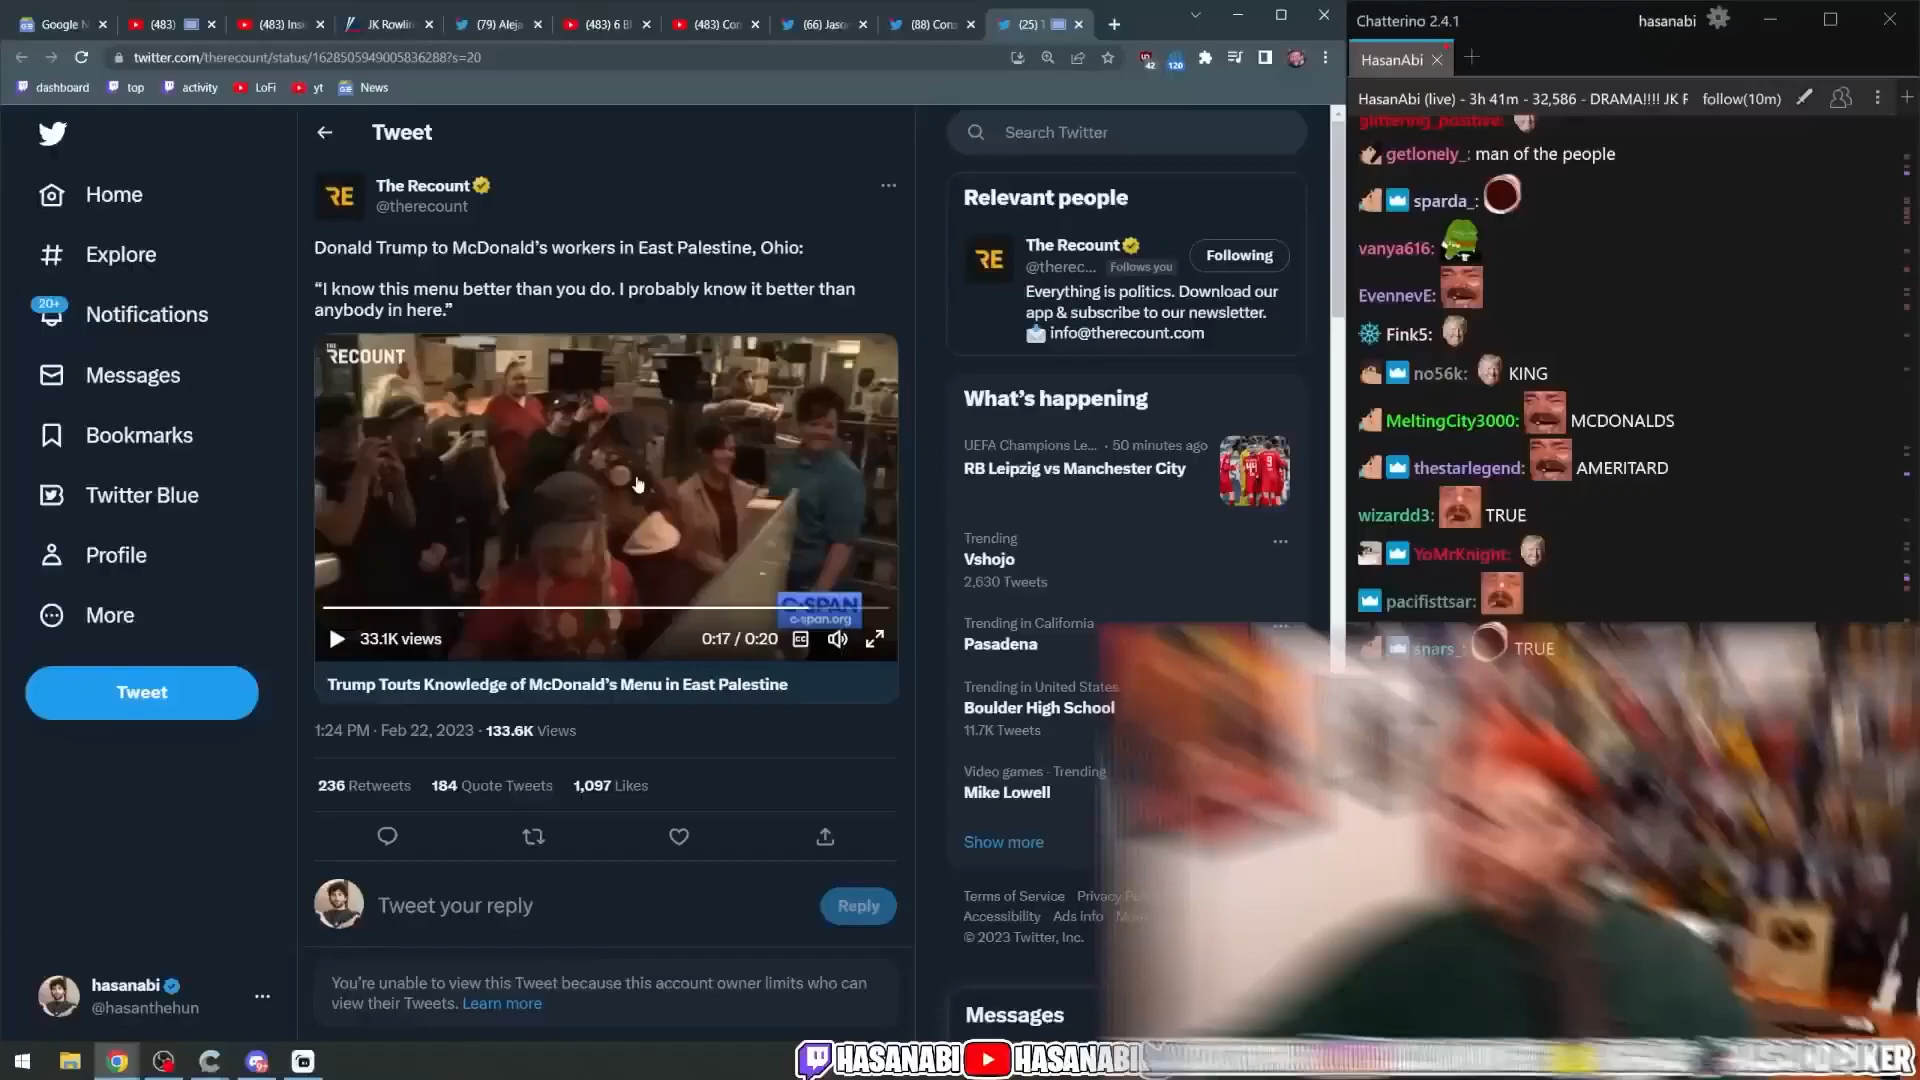 Google N
(483)
(483) Ins
JK Rowlin
(79) Aleja
(483) 6 Bl
(483) Con
(66) Jaso
(88) Cons
(25) T
twitter.com/therecount/status/1628505949005836288?s=20
42
120
dashboard
top
activity
LoFi
yt
News
Home
Explore
20+
Notifications
Messages
Bookmarks
Twitter Blue
Profile
More
Tweet
hasanabi
@hasanthehun
Tweet
The Recount
@therecount
Donald Trump to McDonald's workers in East Palestine, Ohio:
“I know this menu better than you do. I probably know it better than
anybody in here.”
THE
RECOUNT
C-SPAN
c-span.org
33.1K views
0:17 / 0:20
CC
Trump Touts Knowledge of McDonald's Menu in East Palestine
1:24 PM · Feb 22, 2023 · 133.6K Views
236 Retweets 184 Quote Tweets 1,097 Likes
Tweet your reply
Reply
You're unable to view this Tweet because this account owner limits who can
view their Tweets. Learn more
Search Twitter
Relevant people
The Recount
@therec... Follows you
Following
Everything is politics. Download our
app & subscribe to our newsletter.
info@therecount.com
What's happening
UEFA Champions Le... · 50 minutes ago
RB Leipzig vs Manchester City
Trending
Vshojo
2,630 Tweets
Trending in California
Pasadena
Trending in United States
Boulder High School
11.7K Tweets
Video games · Trending
Mike Lowell
Show more
Terms of Service Privacy
Accessibility Ads info
© 2023 Twitter, Inc.
Messages
Chatterino 2.4.1
hasanabi
HasanAbi
HasanAbi (live) - 3h 41m - 32,586 - DRAMA!!!! JK F
follow(10m)
glittering_positive:
getlonely_: man of the people
sparda_:
vanya616:
EvennevE:
Fink5:
no56k: KING
MeltingCity3000: MCDONALDS
thestarlegend: AMERITARD
wizardd3: TRUE
YoMrKnight:
pacifisttsar:
snars_: TRUE
HASANABI
HASANABI